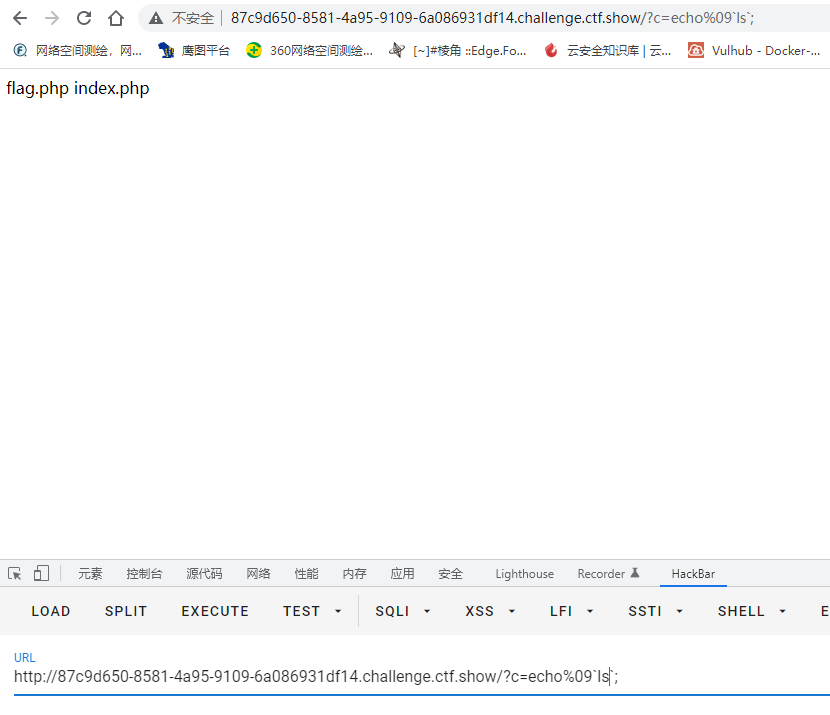 不安全 87c9d650-8581-4a95-9109-6a086931df14.challenge.ctf.show/?c=echo%09`ls`;
网络空间测绘，网... 鹰图平台 360网络空间测绘... [~]#棱角 ::Edge.Fo... 云安全知识库 | 云... Vulhub - Docker-...
flag.php index.php
元素 控制台 源代码 网络 性能 内存 应用 安全 Lighthouse Recorder HackBar
LOAD SPLIT EXECUTE TEST SQLI XSS LFI SSTI SHELL E
URL
http://87c9d650-8581-4a95-9109-6a086931df14.challenge.ctf.show/?c=echo%09`ls`;